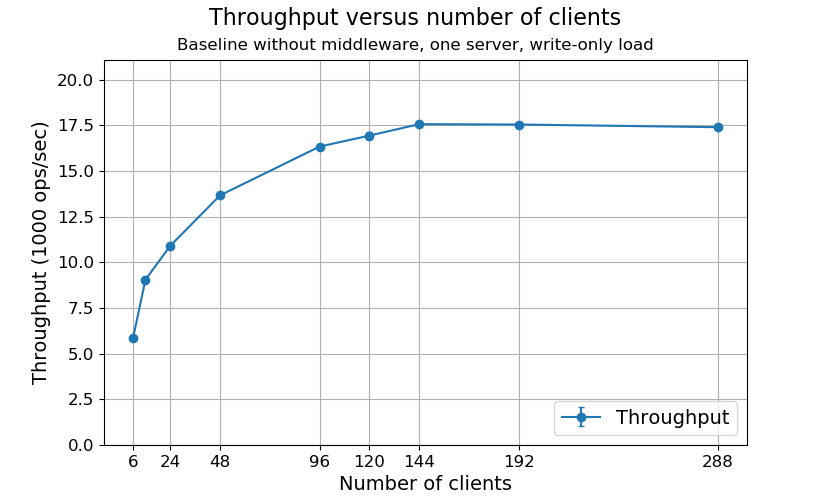 Throughput versus number of clients
Baseline without middleware, one server, write-only load
Throughput (1000 ops/sec)
20.0
17.5
15.0
12.5
10.0
7.5
5.0
2.5
0.0
Throughput
6 24 48 96 120 144 192 288
Number of clients